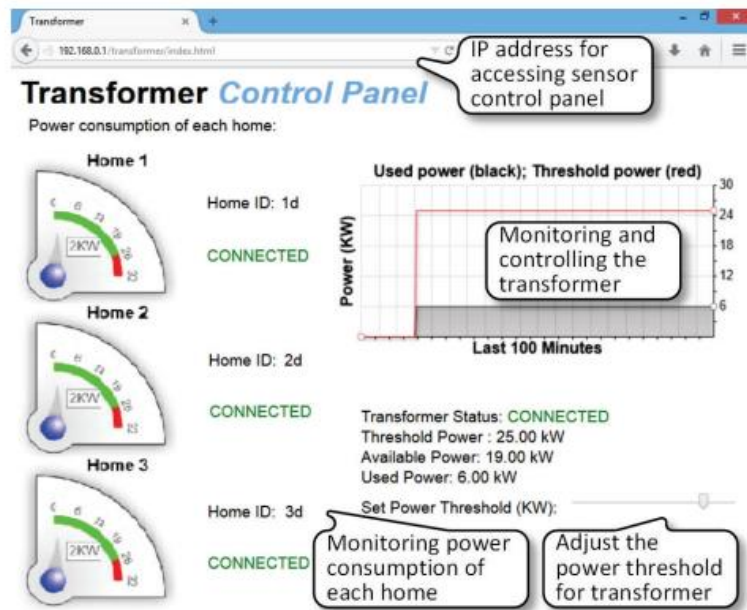 Transformer
192.168.0.1/transformer/index.html
IP address for
accessing sensor
control panel
Transformer Control Panel
Power consumption of each home:
Home 1
2KW
Home ID: 1d
CONNECTED
Home 2
2KW
Home ID: 2d
CONNECTED
Home 3
2KW
Home ID: 3d
CONNECTED
Monitoring power
consumption of
each home
Used power (black); Threshold power (red)
Power (KW)
30
24
18
12
6
Monitoring and
controlling the
transformer
Last 100 Minutes
Transformer Status: CONNECTED
Threshold Power : 25.00 kW
Available Power: 19.00 kW
Used Power: 6.00 kW
Set Power Threshold (KW):
Adjust the
power threshold
for transformer